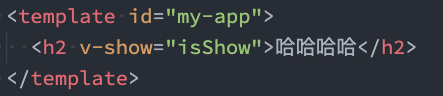 <template id="my-app">
<h2 v-show="isShow">哈哈哈哈</h2>
</template>